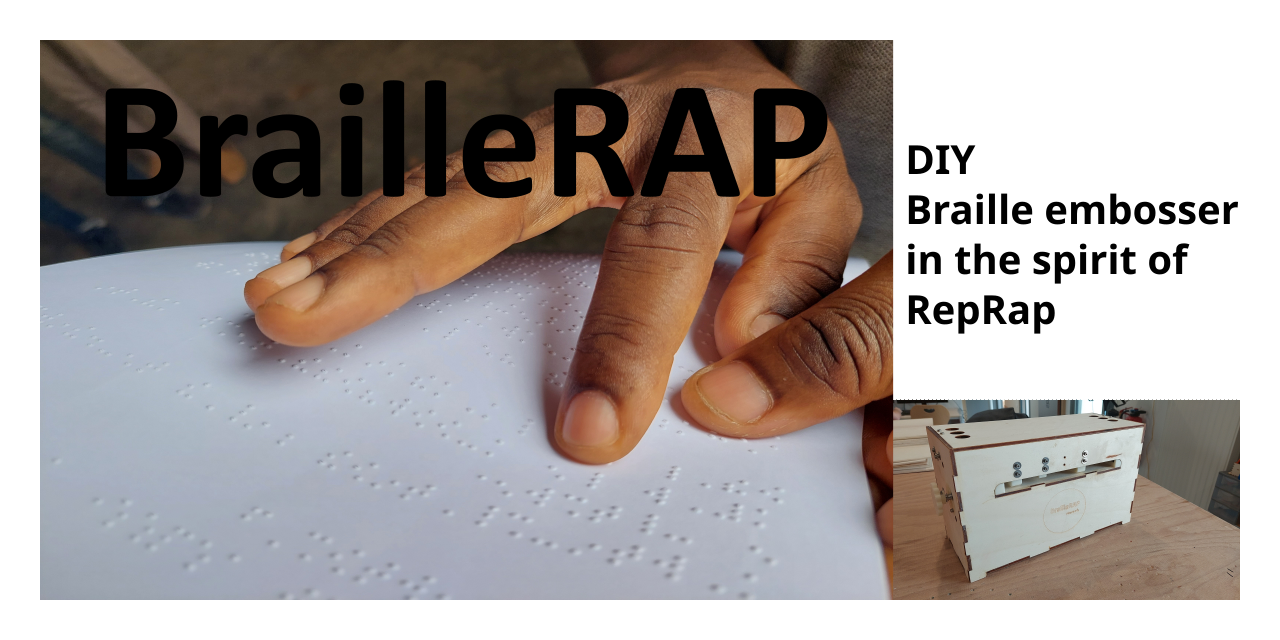 BrailleRAP
DIY
Braille embosser
in the spirit of
RepRap